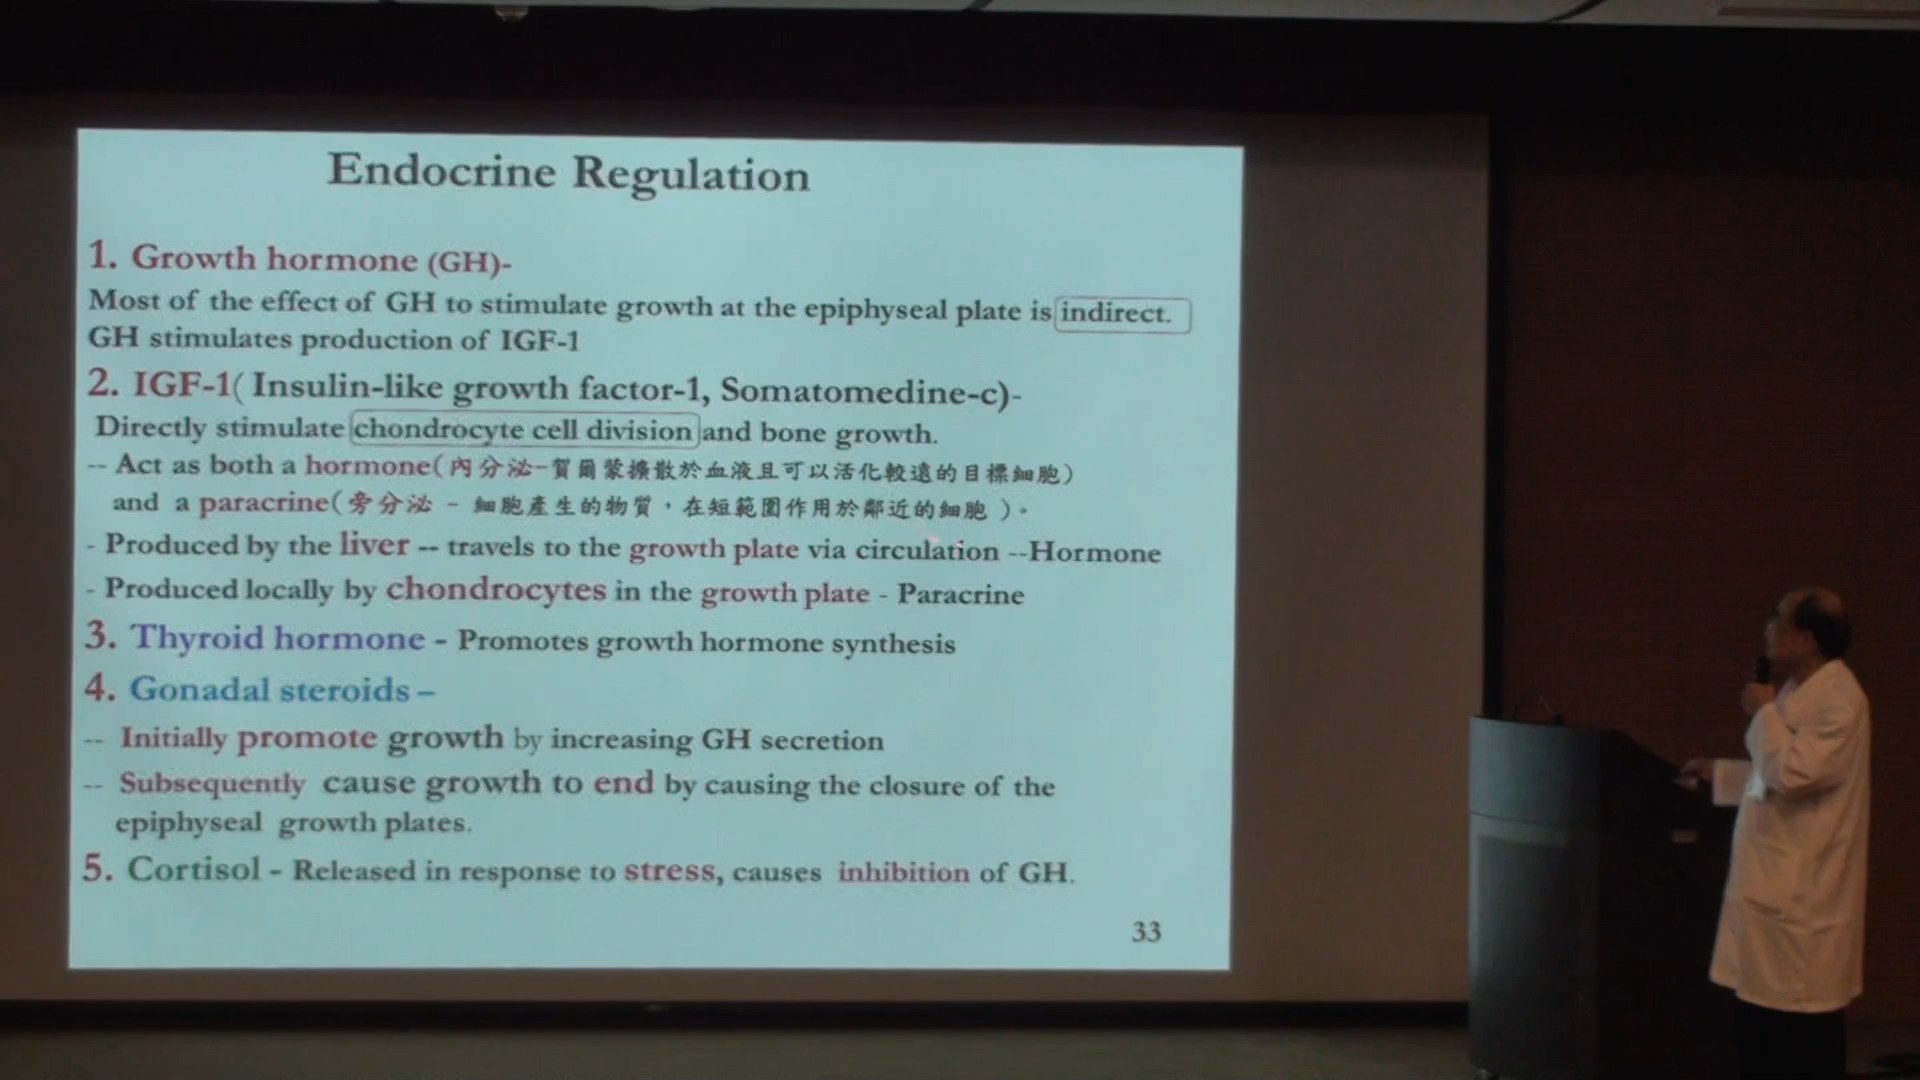 Endocrine Regulation
1. Growth hormone (GH)-
Most of the effect of GH to stimulate growth at the epiphyseal plate is indirect.
GH stimulates production of IGF-1
2. IGF-1( Insulin-like growth factor-1, Somatomedine-c)-
Directly stimulate chondrocyte cell division and bone growth.
-- Act as both a hormone(內分泌-賀爾蒙擴散於血液且可以活化較遠的目標細胞)
and a paracrine(旁分泌 - 細胞產生的物質，在短範圍作用於鄰近的細胞 )。
- Produced by the liver -- travels to the growth plate via circulation --Hormone
- Produced locally by chondrocytes in the growth plate - Paracrine
3. Thyroid hormone - Promotes growth hormone synthesis
4. Gonadal steroids –
-- Initially promote growth by increasing GH secretion
-- Subsequently cause growth to end by causing the closure of the
epiphyseal growth plates.
5. Cortisol - Released in response to stress, causes inhibition of GH.
33